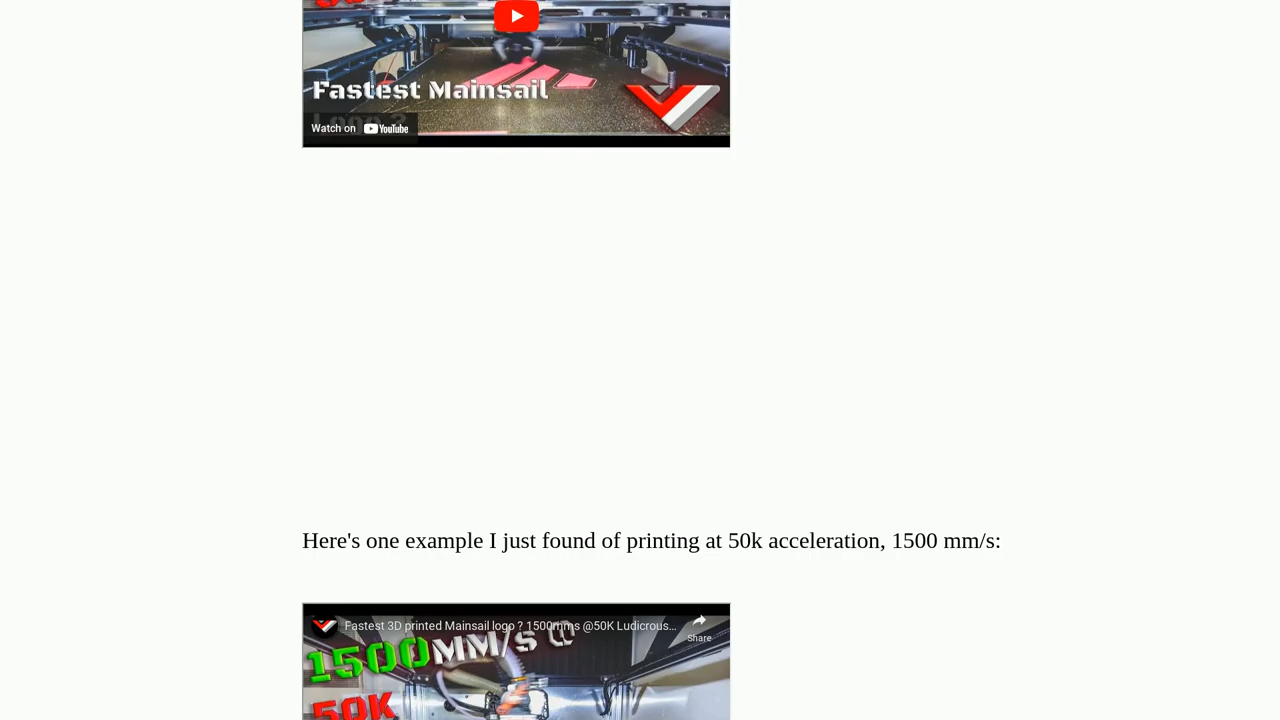 Fastest Mainsail
Watch on YouTube
Here's one example I just found of printing at 50k acceleration, 1500 mm/s:
Fastest 3D printed Mainsail logo ? 1500mms @50K Ludicrous...
Share
1500MM/s @
50K